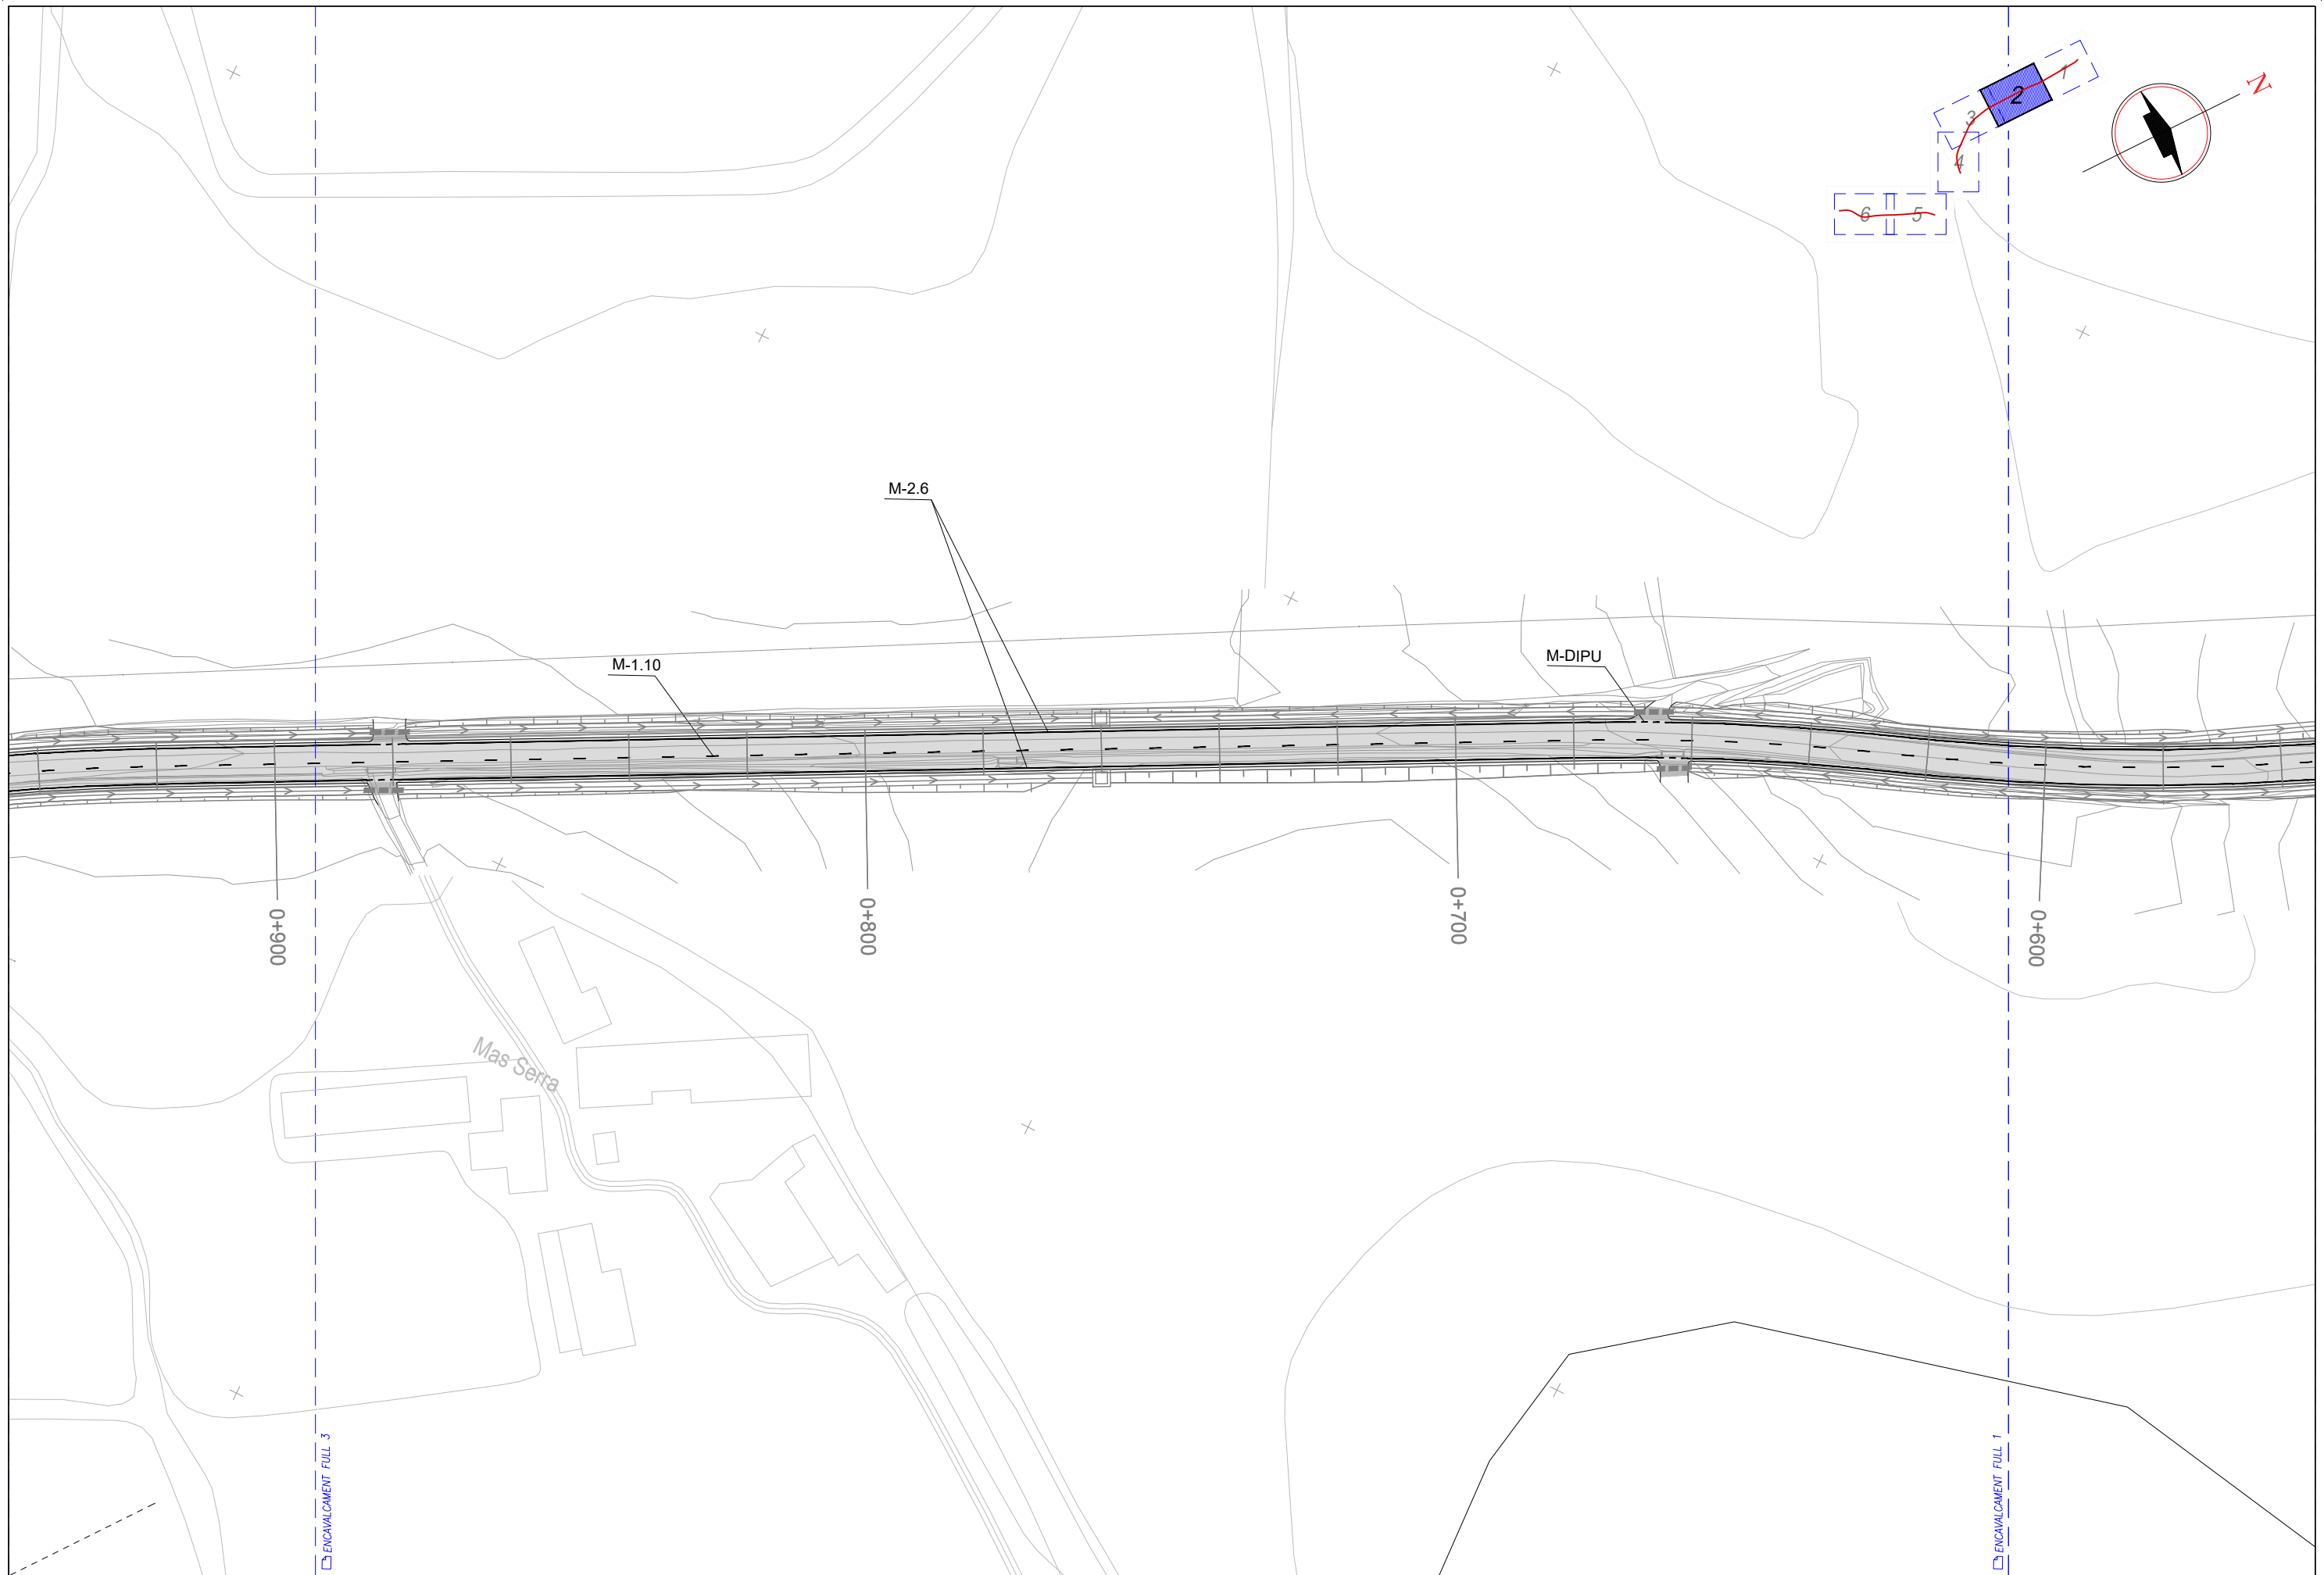 1
2
3
4
5
6
N
M-2.6
M-1.10
M-DIPU
0+900
0+800
0+700
0+600
Mas Serra
ENCAVALCAMENT FULL 3
ENCAVALCAMENT FULL 1